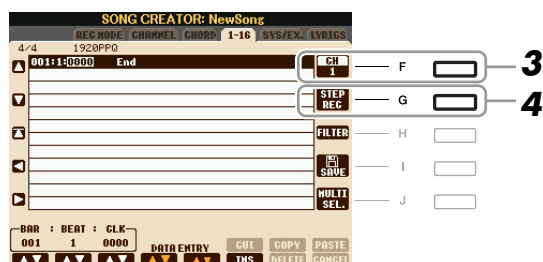 SONG CREATOR: NewSong
REC MODE CHANNEL CHORD 1-16 SYS/EX. LYRICS
4/4 1920PPQ
001:1:0000 End
CH
1
F
3
STEP
REC
G
4
FILTER
H
SAVE
I
MULTI
SEL.
J
BAR : BEAT : CLK
001 1 0000
DATA ENTRY
CUT COPY PASTE
INS DELETE CANCEL